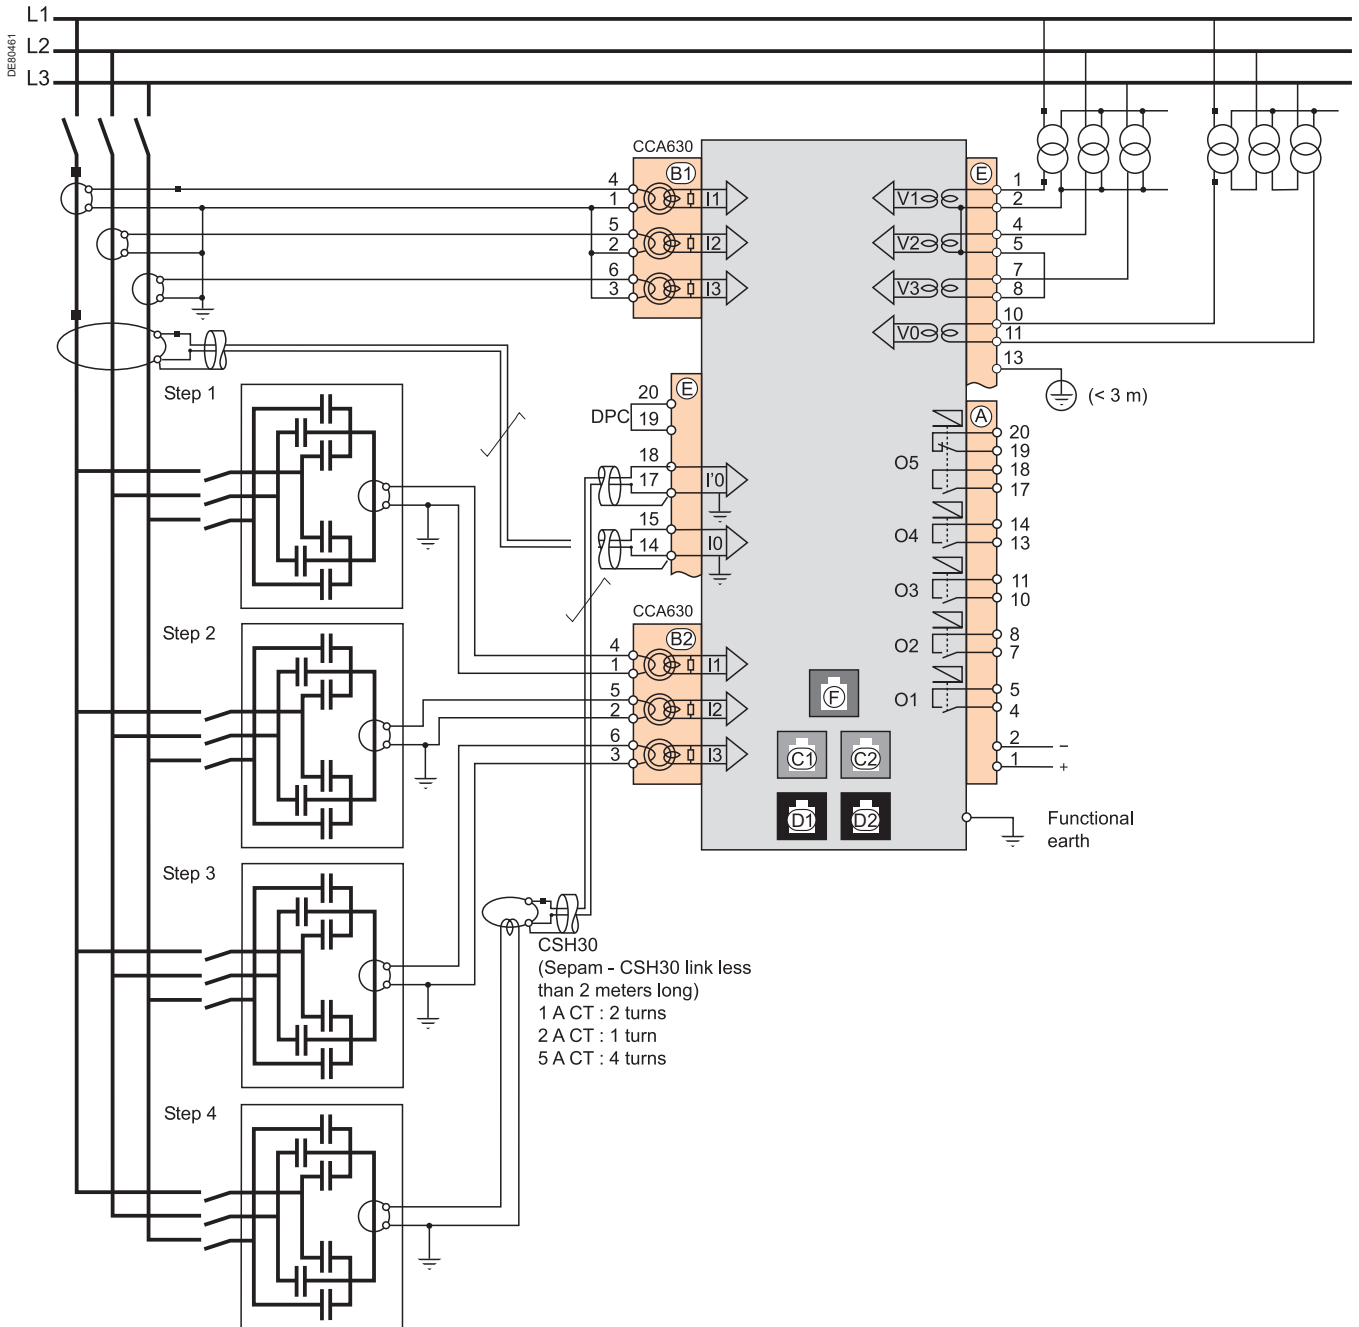 L1
DE80461
L2
L3
CCA630
B1
4
1
I1
5
2
I2
6
3
I3
E
V1
1
2
V2
4
5
V3
7
8
V0
10
11
13
(< 3 m)
Step 1
E
20
DPC
19
18
17
I'0
15
14
I0
A
20
19
O5
18
17
14
O4
13
11
O3
10
8
O2
7
5
O1
4
2 –
1 +
Step 2
CCA630
B2
4
1
I1
5
2
I2
6
3
I3
F
C1
C2
D1
D2
Functional
earth
Step 3
CSH30
(Sepam - CSH30 link less
than 2 meters long)
1 A CT : 2 turns
2 A CT : 1 turn
5 A CT : 4 turns
Step 4